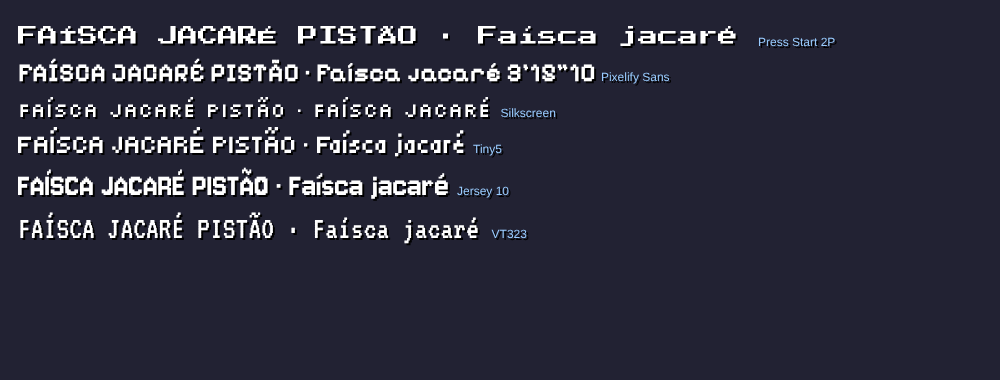 FAíSCA JACARé PISTÃO · Faísca jacaré Press Start 2P
FAÍSCA JACARÉ PISTÃO · Faísca jacaré 3'18"10 Pixelify Sans
FAÍSCA JACARÉ PISTÃO · FAÍSCA JACARÉ Silkscreen
FAÍSCA JACARÉ PISTÃO · Faísca jacaré Tiny5
FAÍSCA JACARÉ PISTÃO · Faísca jacaré Jersey 10
FAÍSCA JACARÉ PISTÃO · Faísca jacaré VT323